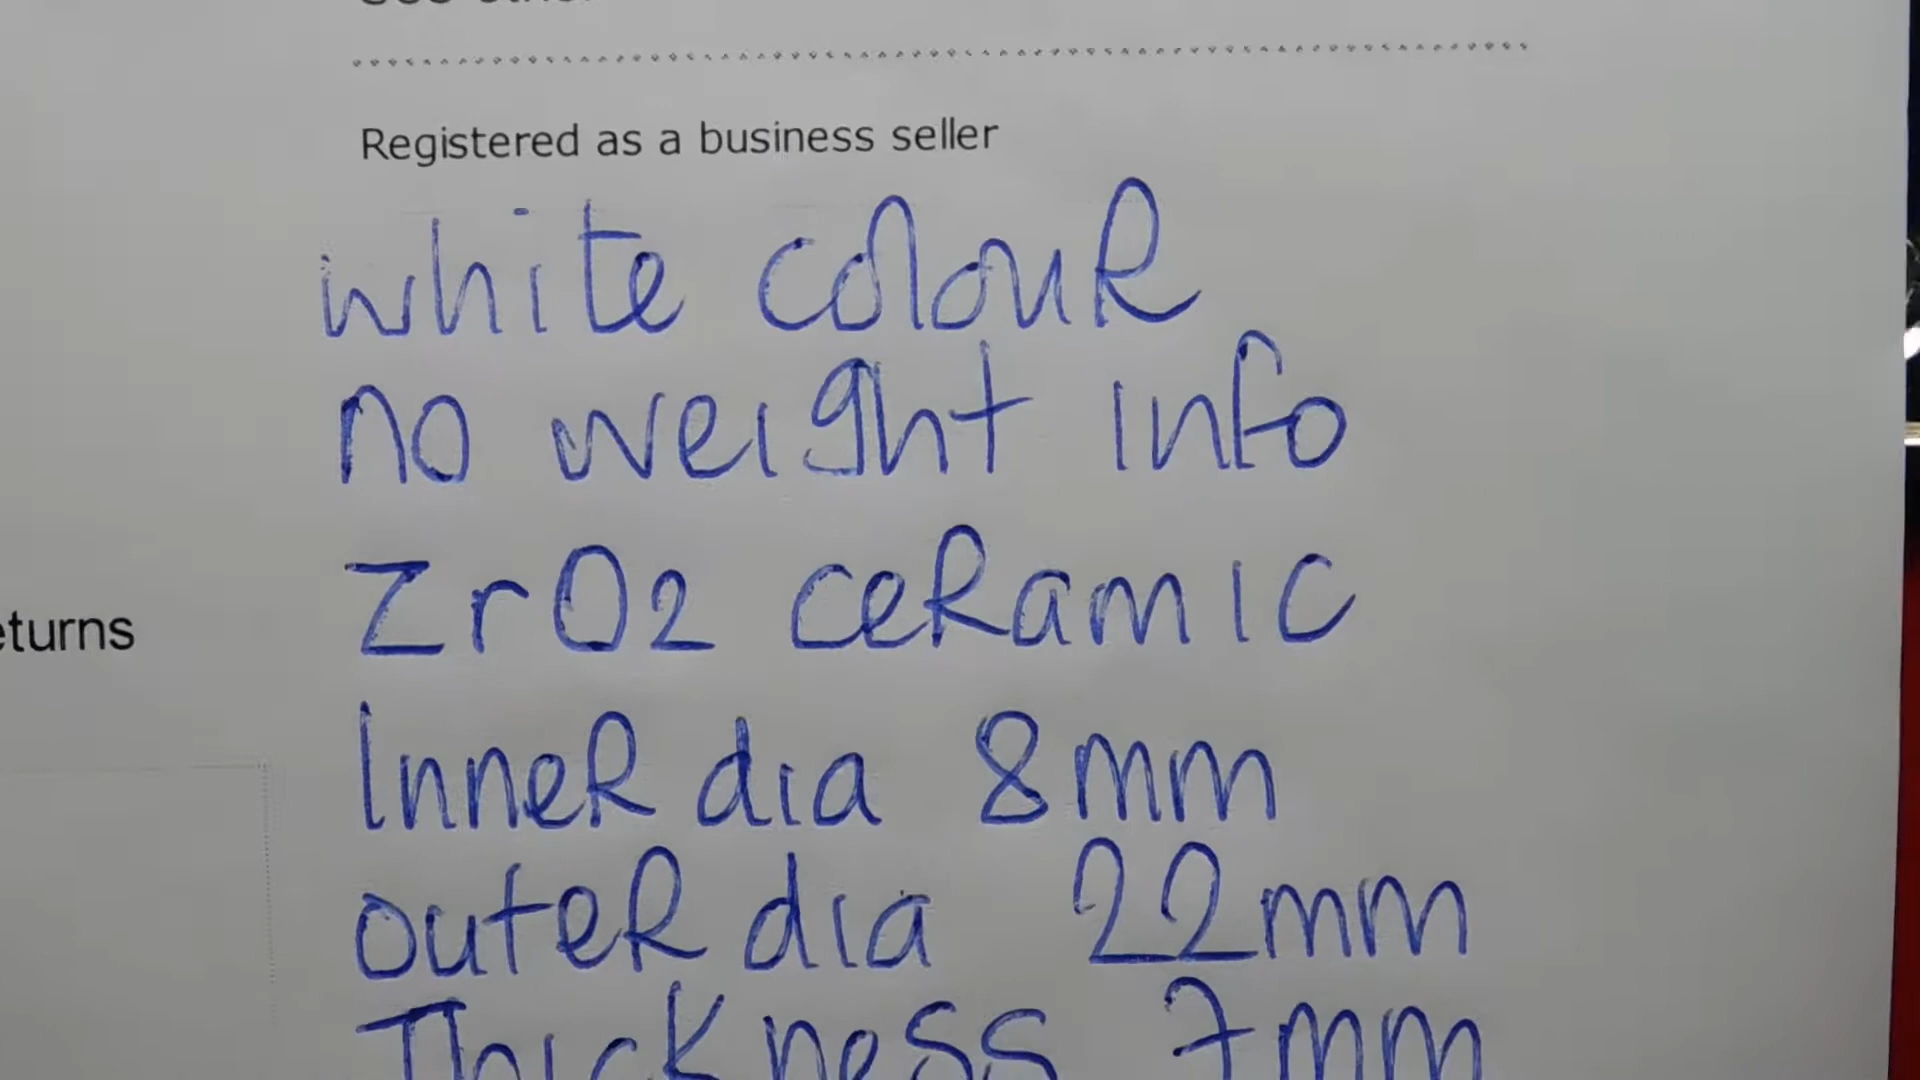 Registered as a business seller
white colouR
no weight info
ZrO2 ceRamic
eturns
InneR dia 8mm
outeR dia 22mm
Thickness 7mm